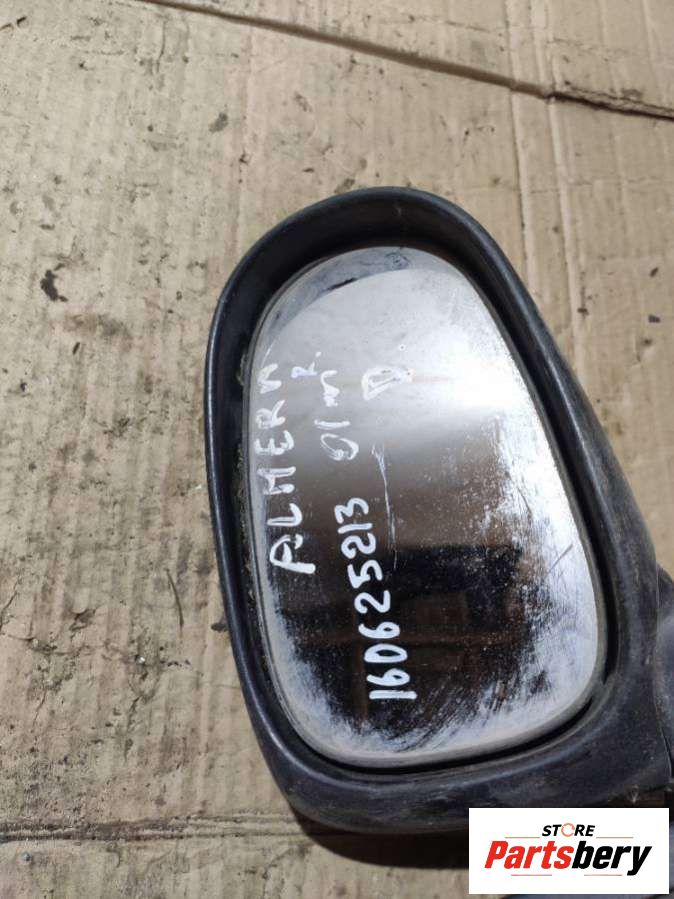 ALMERA
01 г.
D
160625213
STORE
Partsbery